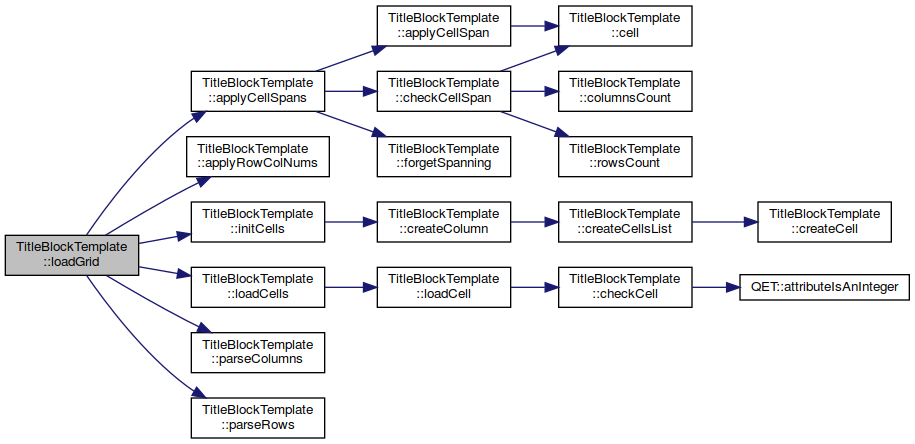 TitleBlockTemplate
::loadGrid
TitleBlockTemplate
::applyCellSpans
TitleBlockTemplate
::applyCellSpan
TitleBlockTemplate
::cell
TitleBlockTemplate
::checkCellSpan
TitleBlockTemplate
::columnsCount
TitleBlockTemplate
::rowsCount
TitleBlockTemplate
::forgetSpanning
TitleBlockTemplate
::applyRowColNums
TitleBlockTemplate
::initCells
TitleBlockTemplate
::createColumn
TitleBlockTemplate
::createCellsList
TitleBlockTemplate
::createCell
TitleBlockTemplate
::loadCells
TitleBlockTemplate
::loadCell
TitleBlockTemplate
::checkCell
QET::attributeIsAnInteger
TitleBlockTemplate
::parseColumns
TitleBlockTemplate
::parseRows